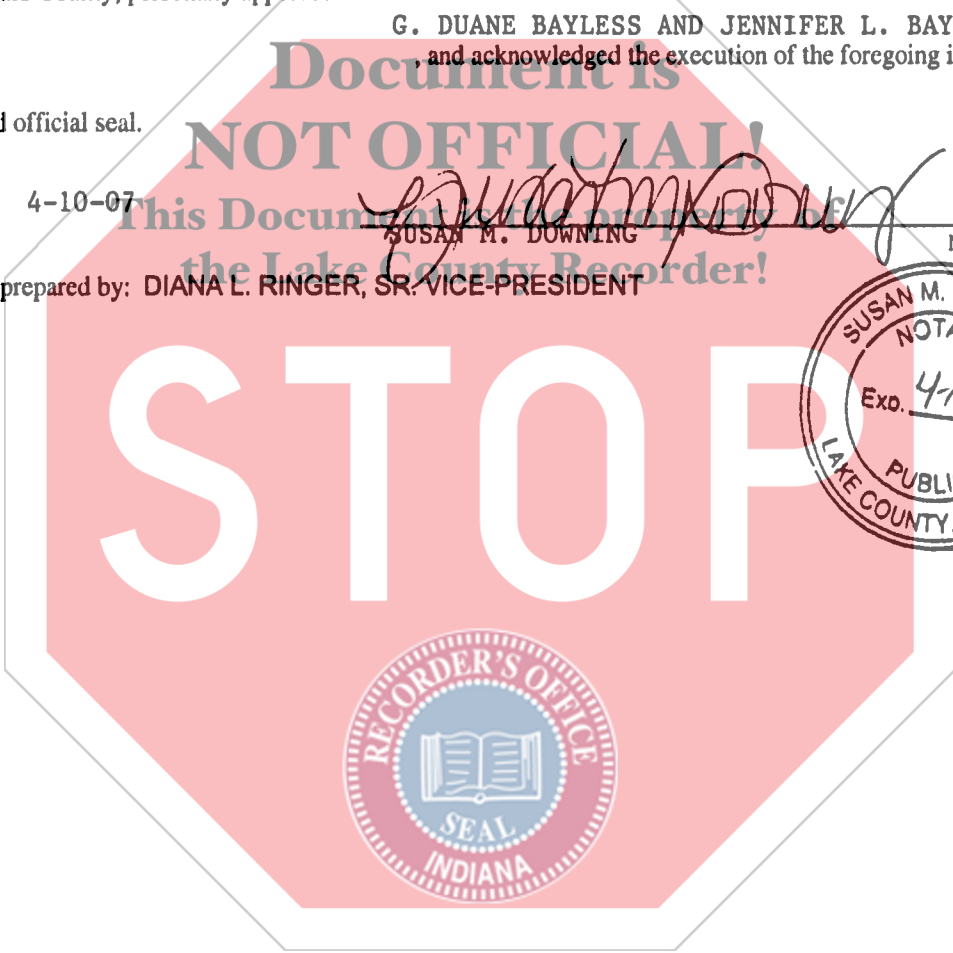 G. DUANE BAYLESS AND JENNIFER L. BAY
Document is
, and acknowledged the execution of the foregoing i
d official seal.
NOT OFFICIAL!
4-10-07
This Document is the property of
SUSAN M. DOWNING
the Lake County Recorder!
prepared by: DIANA L. RINGER, SR. VICE-PRESIDENT
SUSAN M.
NOTA
Exp. 4-1
PUBLI
LAKE COUNTY,
STOP
RECORDER'S OFFICE
SEAL
INDIANA